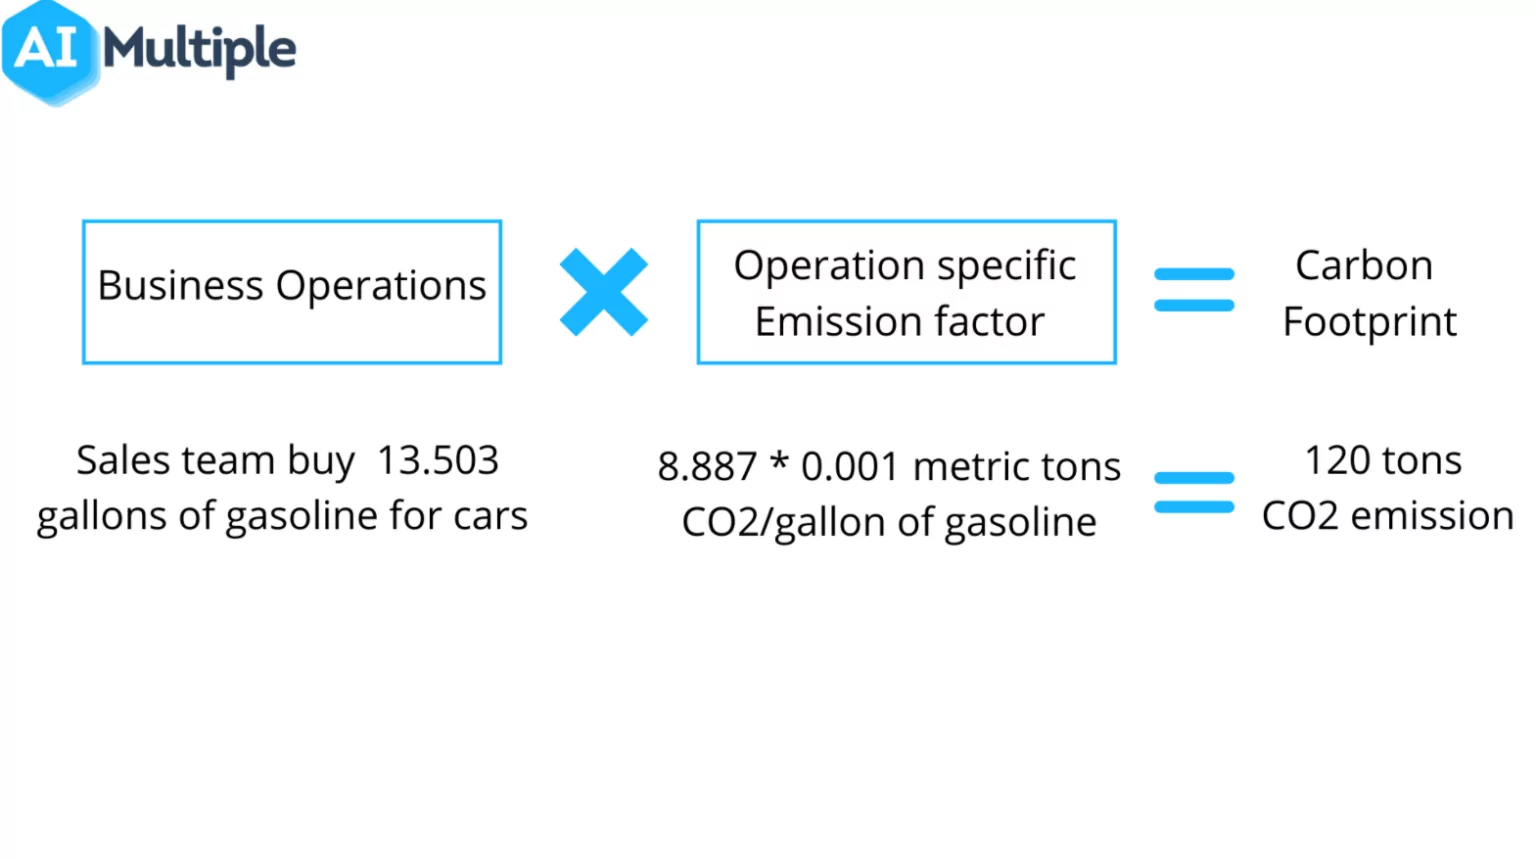 AI Multiple
Business Operations
Operation specific
Emission factor
Carbon
Footprint
Sales team buy 13.503
gallons of gasoline for cars
8.887 * 0.001 metric tons
CO2/gallon of gasoline
120 tons
CO2 emission